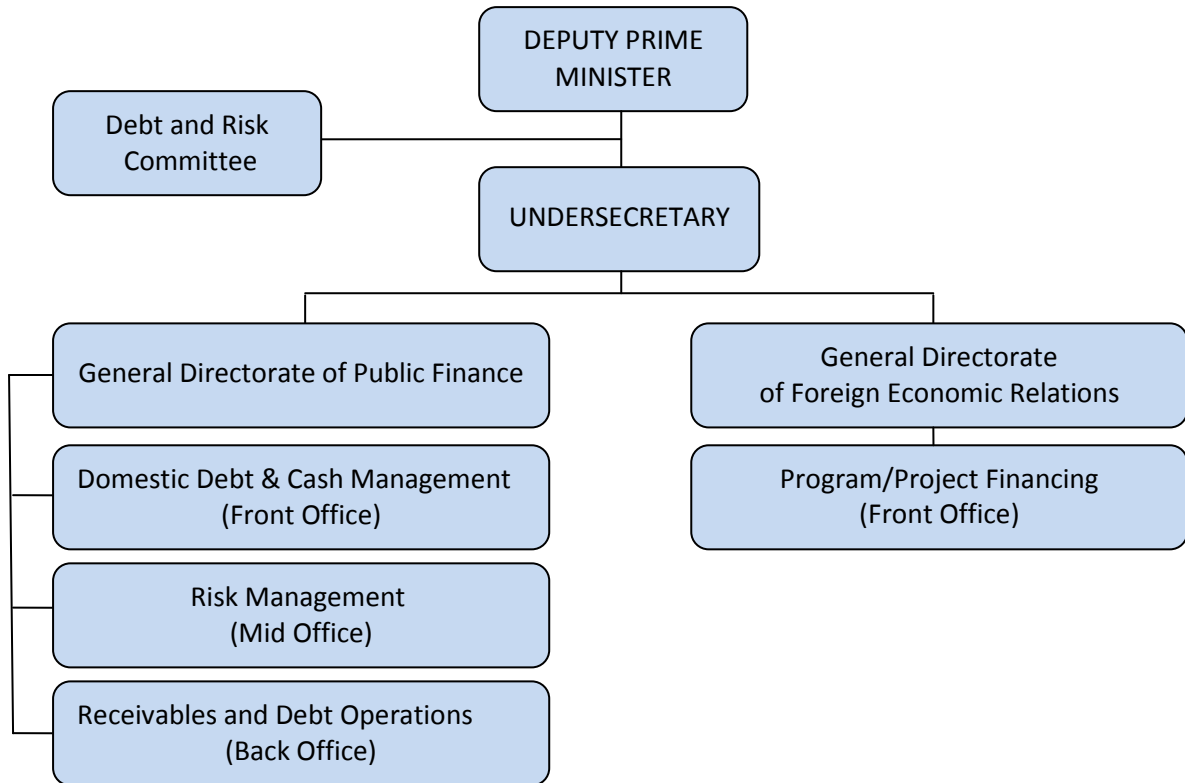 DEPUTY PRIME
MINISTER
Debt and Risk
Committee
UNDERSECRETARY
General Directorate of Public Finance
General Directorate
of Foreign Economic Relations
Domestic Debt & Cash Management
(Front Office)
Program/Project Financing
(Front Office)
Risk Management
(Mid Office)
Receivables and Debt Operations
(Back Office)